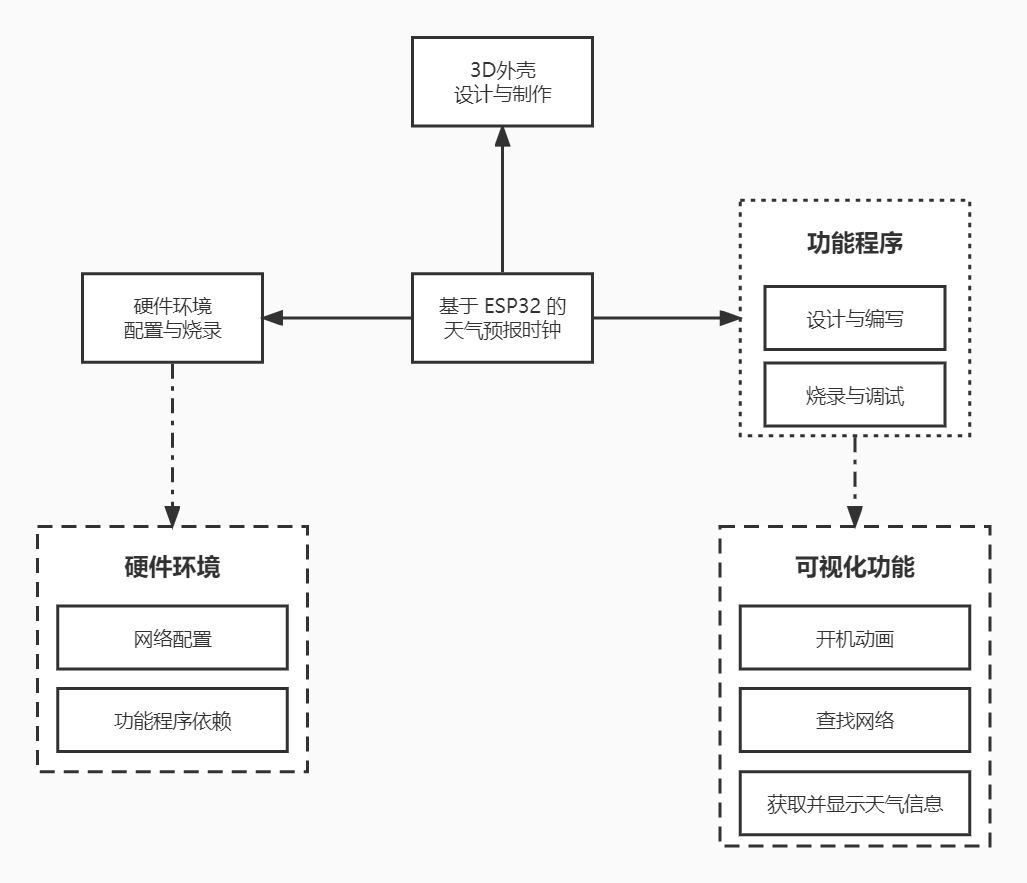 3D外壳
设计与制作
功能程序
硬件环境
配置与烧录
基于 ESP32 的
天气预报时钟
设计与编写
烧录与调试
硬件环境
网络配置
功能程序依赖
可视化功能
开机动画
查找网络
获取并显示天气信息